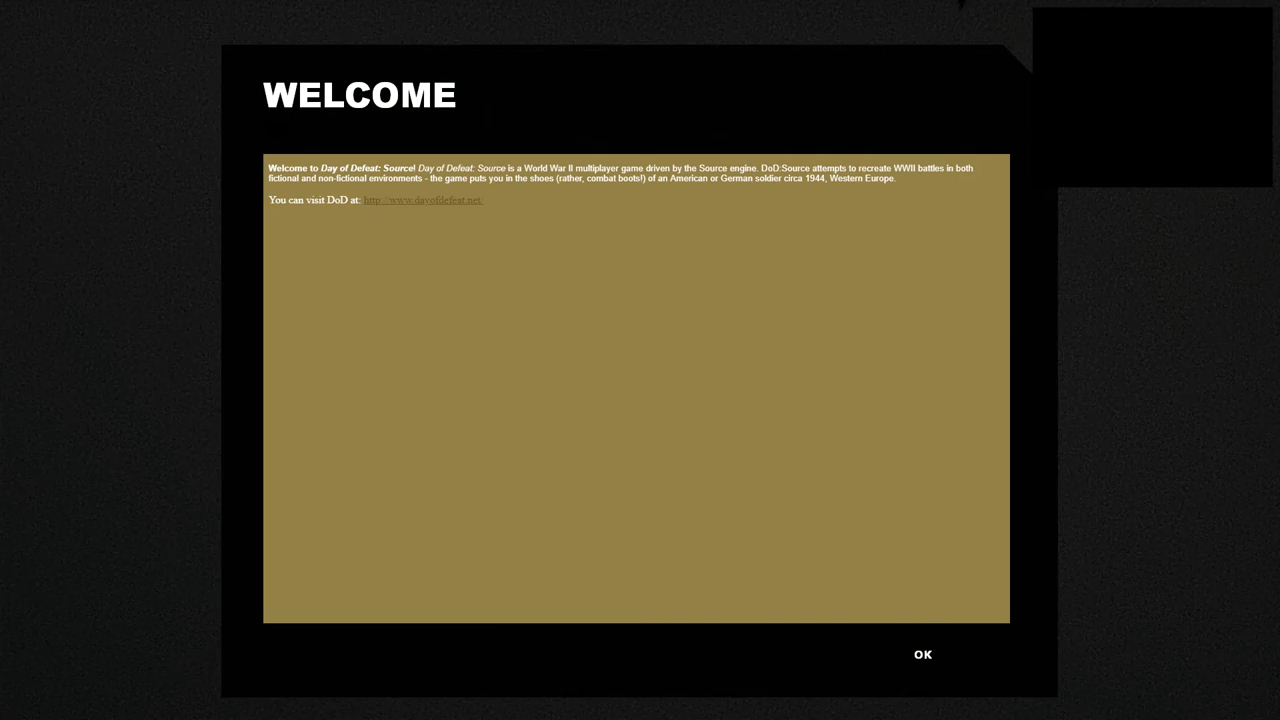 WELCOME
Welcome to Day of Defeat: Source! Day of Defeat: Source is a World War II multiplayer game driven by the Source engine. DoD:Source attempts to recreate WWII battles in both
fictional and non-fictional environments - the game puts you in the shoes (rather, combat boots!) of an American or German soldier circa 1944, Western Europe.
You can visit DoD at: http://www.dayofdefeat.net/
OK